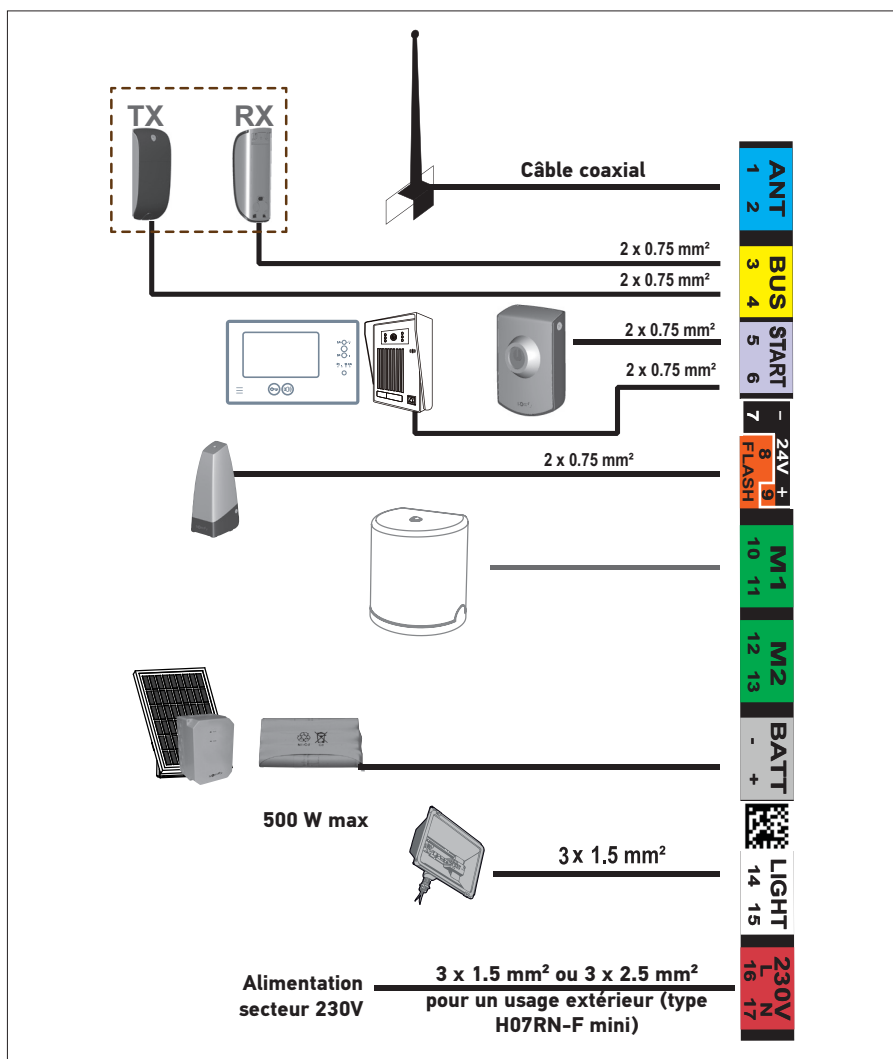 TX RX
Câble coaxial
ANT
1 2
2 x 0.75 mm²
2 x 0.75 mm²
BUS
3 4
2 x 0.75 mm²
2 x 0.75 mm²
START
5 6
2 x 0.75 mm²
- 24V +
7 8 9
FLASH
M1
10 11
M2
12 13
BATT
- +
500 W max
3 x 1.5 mm²
LIGHT
14 15
Alimentation
secteur 230V
3 x 1.5 mm² ou 3 x 2.5 mm²
pour un usage extérieur (type
H07RN-F mini)
230V
L N
16 17